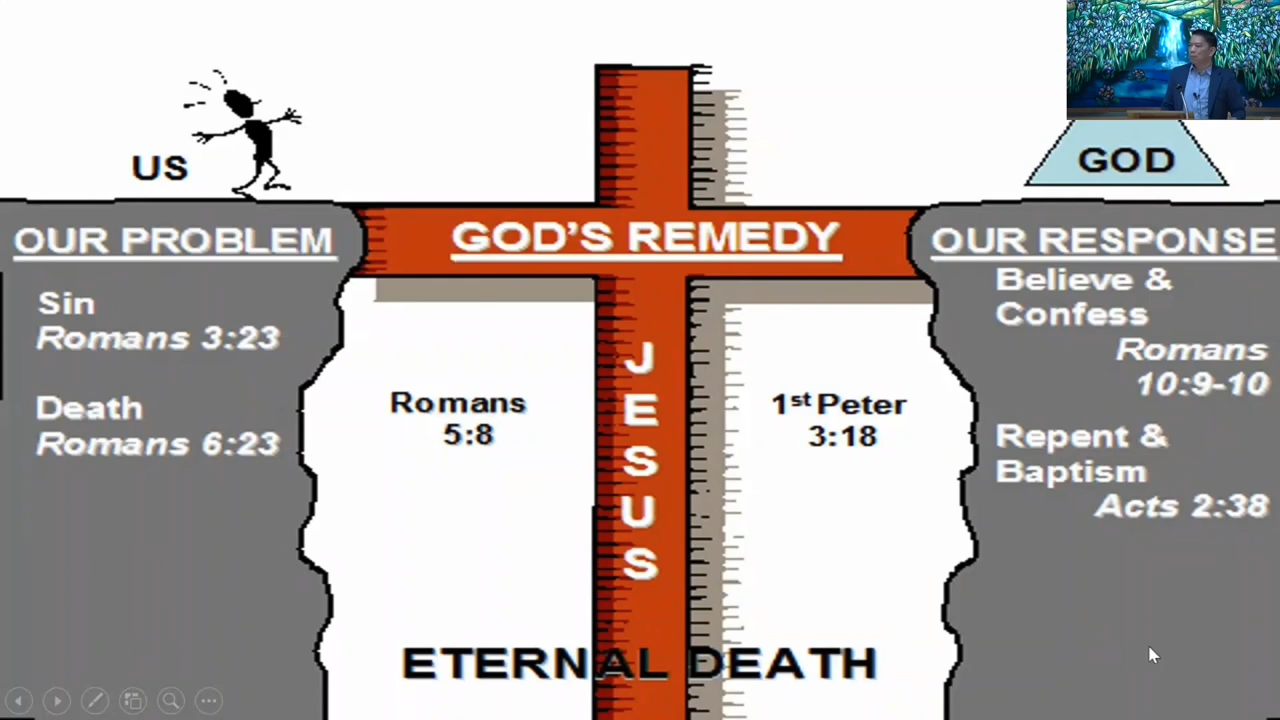 US
GOD
OUR PROBLEM
Sin
Romans 3:23
Death
Romans 6:23
GOD'S REMEDY
JESUS
Romans
5:8
1st Peter
3:18
OUR RESPONSE
Believe &
Confess
Romans
10:9-10
Repent &
Baptism
Acts 2:38
ETERNAL DEATH